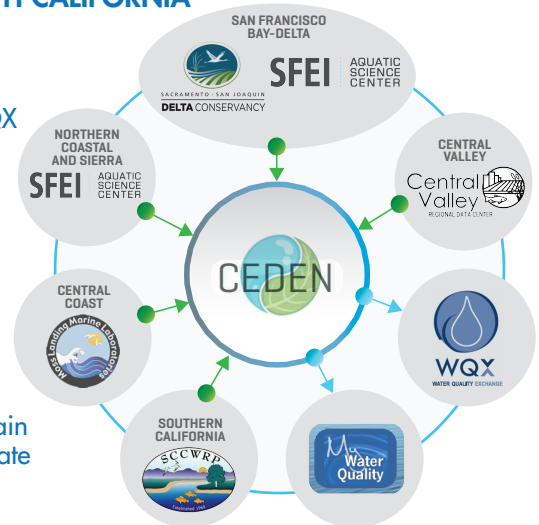 TH CALIFORNIA
QX
ain
ate
SAN FRANCISCO
BAY-DELTA
SACRAMENTO · SAN JOAQUIN
DELTA CONSERVANCY
SFEI
AQUATIC
SCIENCE
CENTER
NORTHERN
COASTAL
AND SIERRA
SFEI
AQUATIC
SCIENCE
CENTER
CENTRAL
VALLEY
Central
Valley
REGIONAL DATA CENTER
CEDEN
CENTRAL
COAST
Moss Landing Marine Laboratories
WQX
WATER QUALITY EXCHANGE
SOUTHERN
CALIFORNIA
SCCWRP
Established 1969
My
Water
Quality